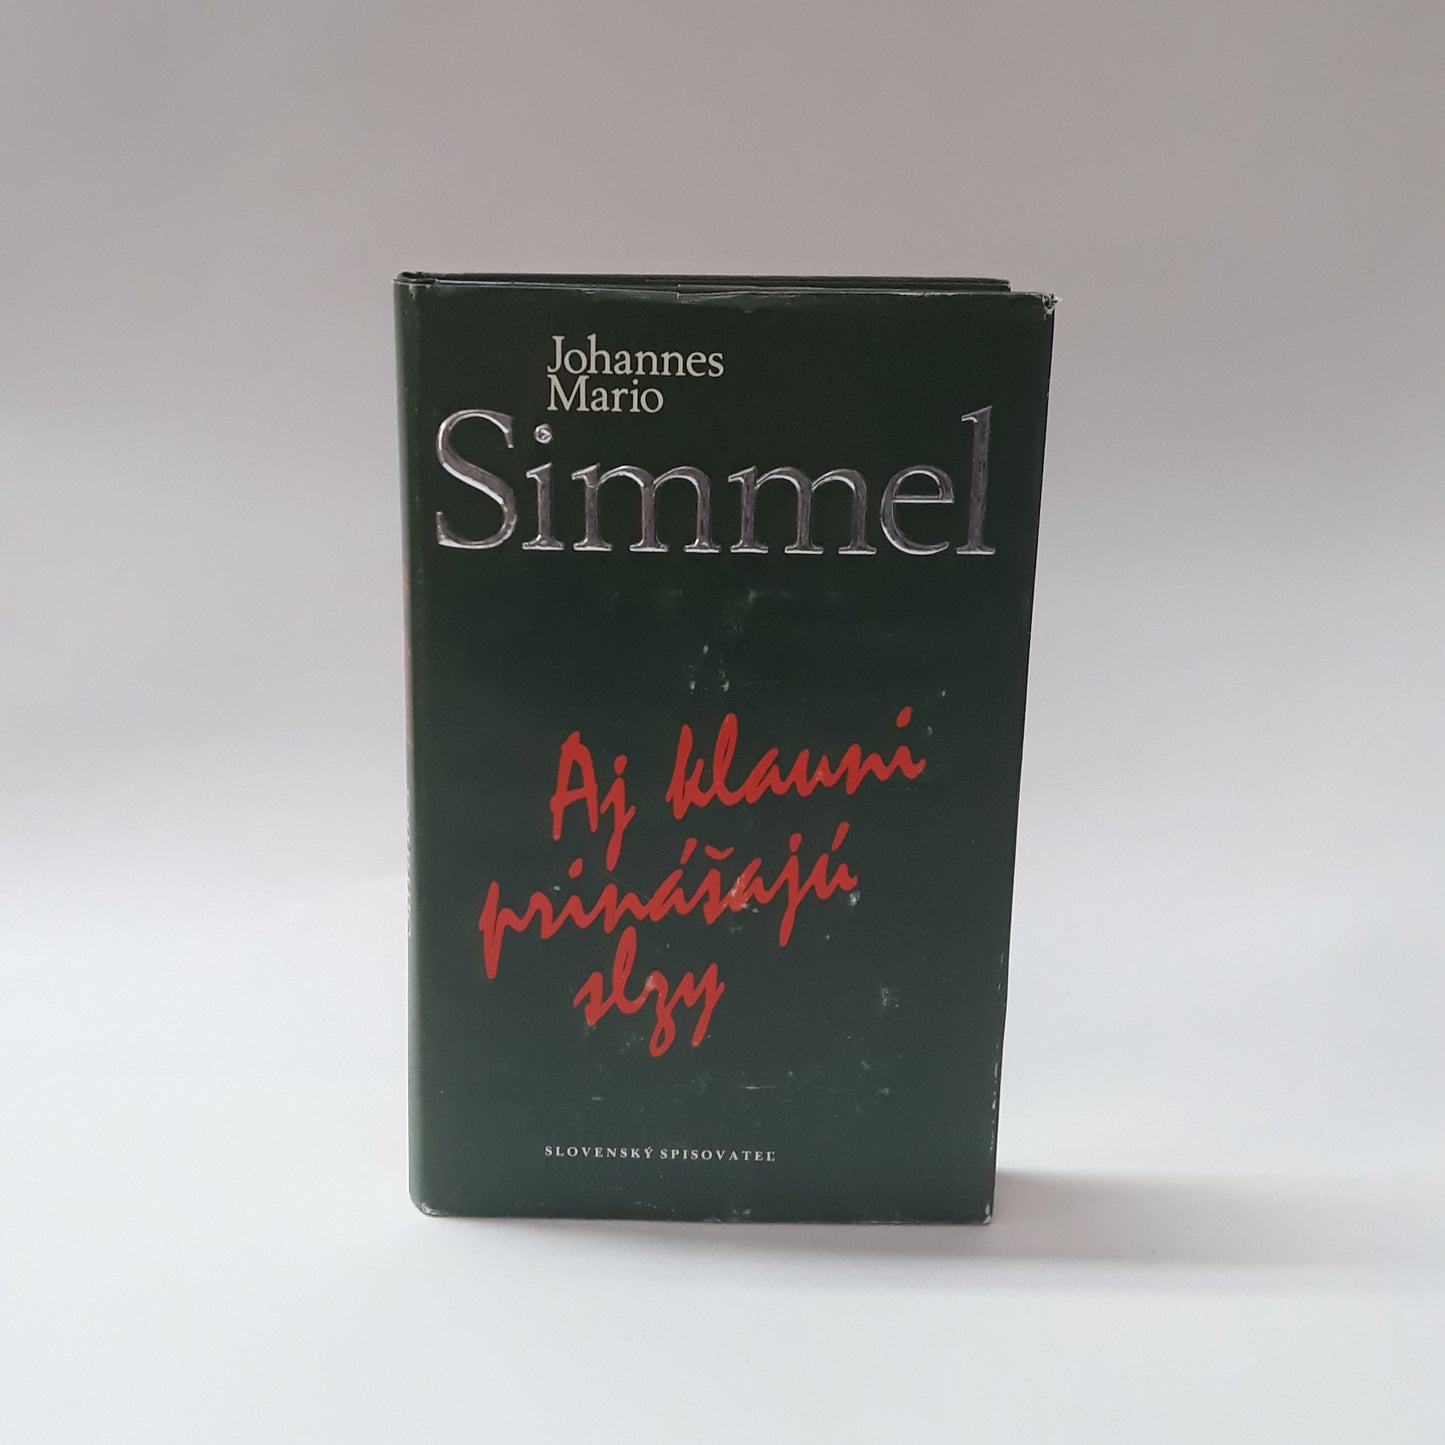 Johannes
Mario
Simmel
Aj klauni
prinášajú
slzy
SLOVENSKÝ SPISOVATEĽ